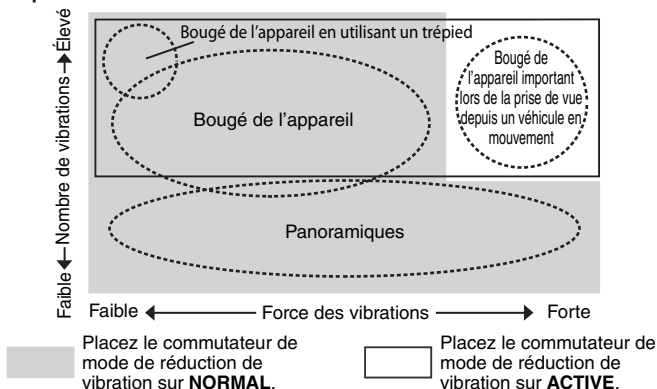 Bougé de l'appareil en utilisant un trépied
Bougé de
l'appareil important
lors de la prise de vue
depuis un véhicule en
mouvement
Bougé de l'appareil
Panoramiques
Faible ← Nombre de vibrations → Élevé
Faible ← Force des vibrations → Forte
Placez le commutateur de
mode de réduction de
vibration sur NORMAL.
Placez le commutateur de
mode de réduction de
vibration sur ACTIVE.